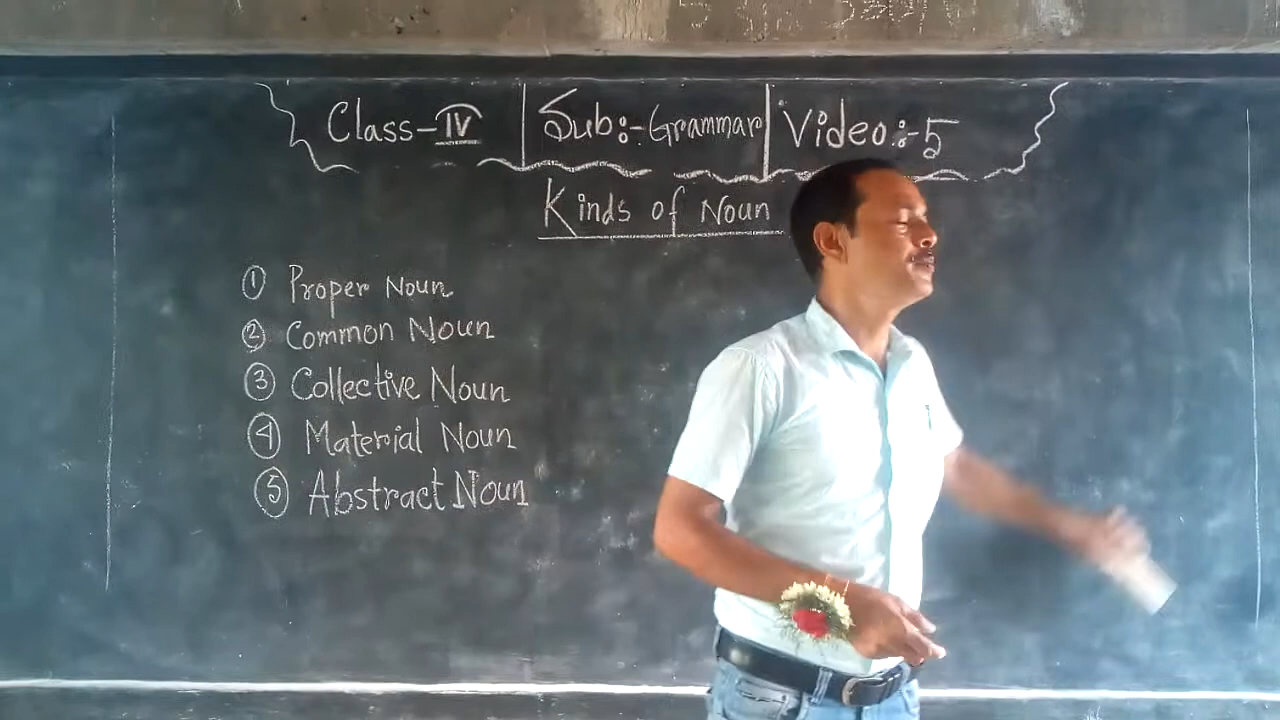 Class-IV | Sub:-Grammar | Video:-5
Kinds of Noun
① Proper Noun
② Common Noun
③ Collective Noun
④ Material Noun
⑤ Abstract Noun